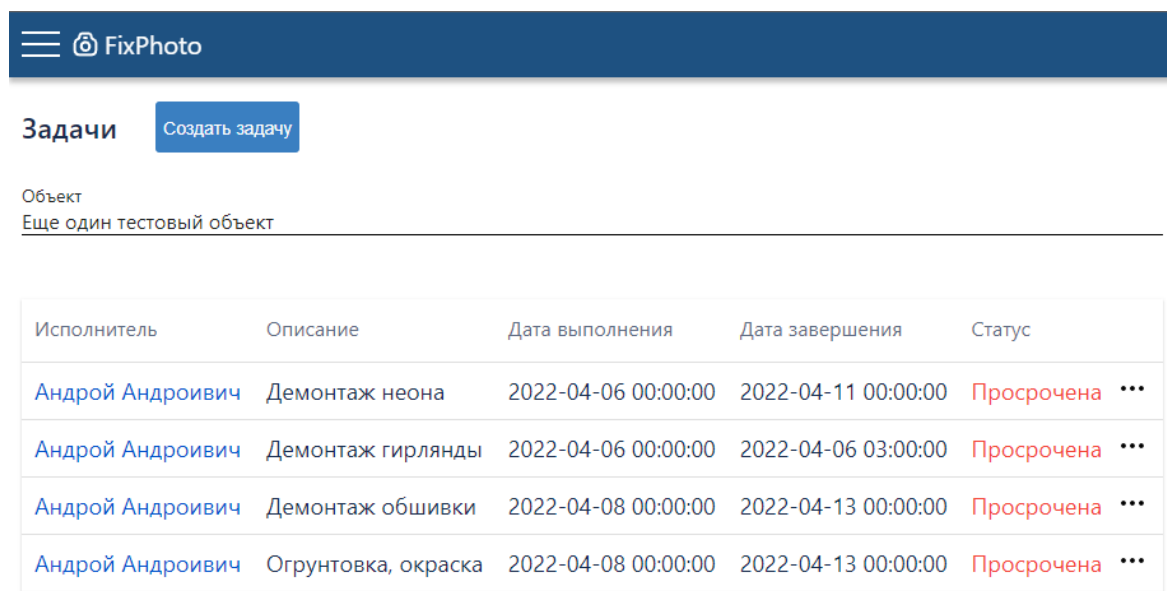 FixPhoto
Задачи Создать задачу
Объект
Еще один тестовый объект
Исполнитель Описание Дата выполнения Дата завершения Статус
Андрой Андроивич Демонтаж неона 2022-04-06 00:00:00 2022-04-11 00:00:00 Просрочена •••
Андрой Андроивич Демонтаж гирлянды 2022-04-06 00:00:00 2022-04-06 03:00:00 Просрочена •••
Андрой Андроивич Демонтаж обшивки 2022-04-08 00:00:00 2022-04-13 00:00:00 Просрочена •••
Андрой Андроивич Огрунтовка, окраска 2022-04-08 00:00:00 2022-04-13 00:00:00 Просрочена •••